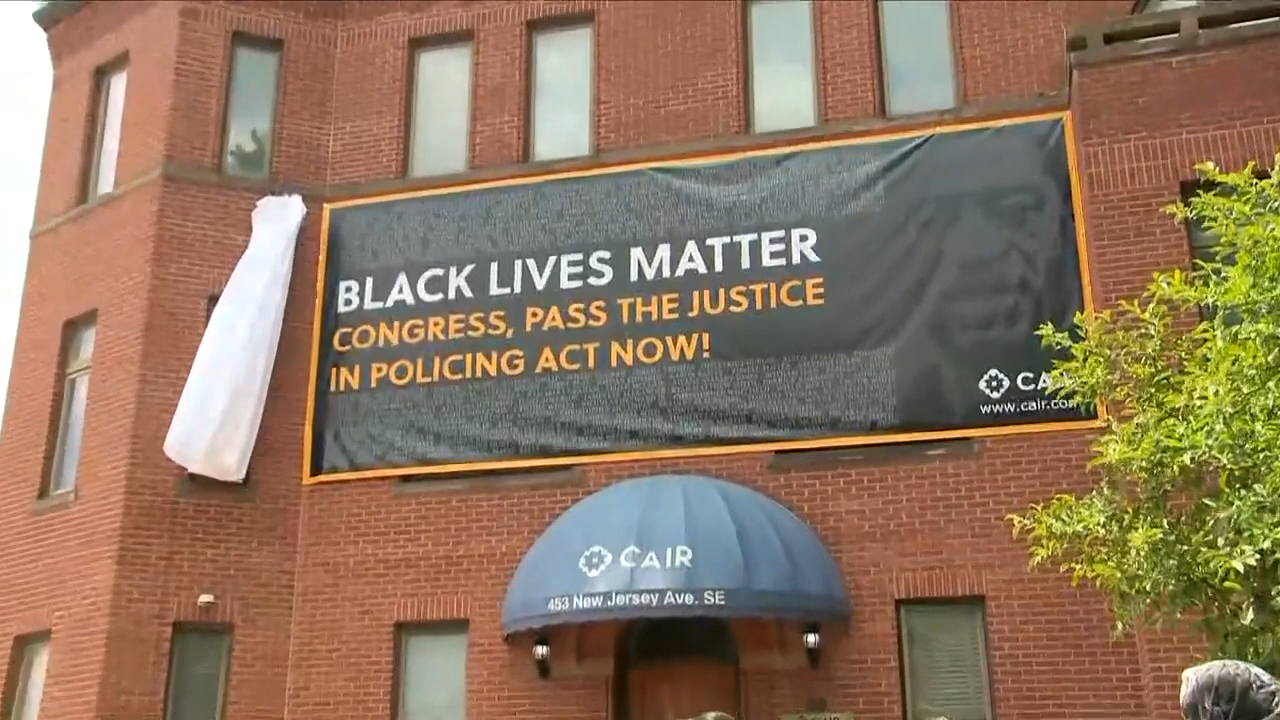 BLACK LIVES MATTER
CONGRESS, PASS THE JUSTICE
IN POLICING ACT NOW!
www.cair.com
CAIR
453 New Jersey Ave. SE